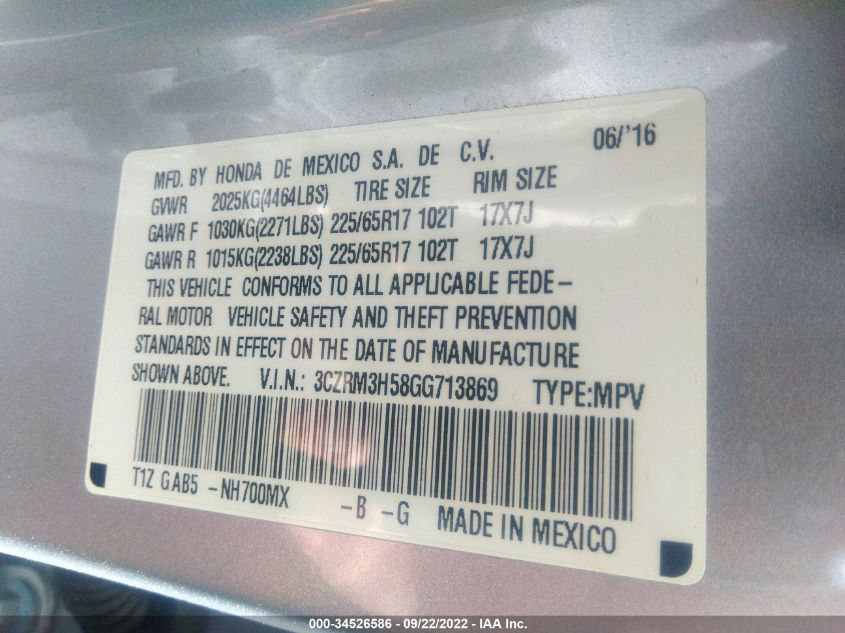 06/'16
MFD. BY HONDA DE MEXICO S.A. DE C.V.
GVWR 2025KG(4464LBS) TIRE SIZE RIM SIZE
GAWR F 1030KG(2271LBS) 225/65R17 102T 17X7J
GAWR R 1015KG(2238LBS) 225/65R17 102T 17X7J
THIS VEHICLE CONFORMS TO ALL APPLICABLE FEDE-
RAL MOTOR VEHICLE SAFETY AND THEFT PREVENTION
STANDARDS IN EFFECT ON THE DATE OF MANUFACTURE
SHOWN ABOVE. V.I.N.: 3CZRM3H58GG713869 TYPE:MPV
T1Z GAB5 -NH700MX -B -G MADE IN MEXICO
000-34526586 - 09/22/2022 - IAA Inc.